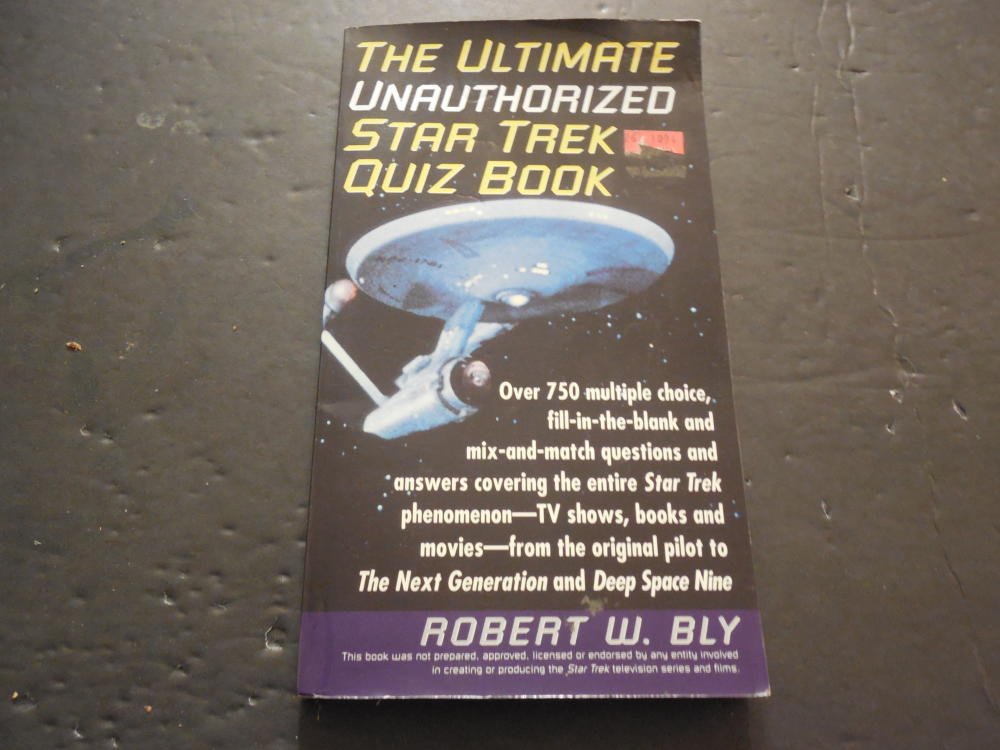 THE ULTIMATE
UNAUTHORIZED
STAR TREK
QUIZ BOOK
Over 750 multiple choice,
fill-in-the-blank and
mix-and-match questions and
answers covering the entire Star Trek
phenomenon—TV shows, books and
movies—from the original pilot to
The Next Generation and Deep Space Nine
ROBERT W. BLY
This book was not prepared, approved, licensed or endorsed by any entity involved
in creating or producing the Star Trek television series and films.